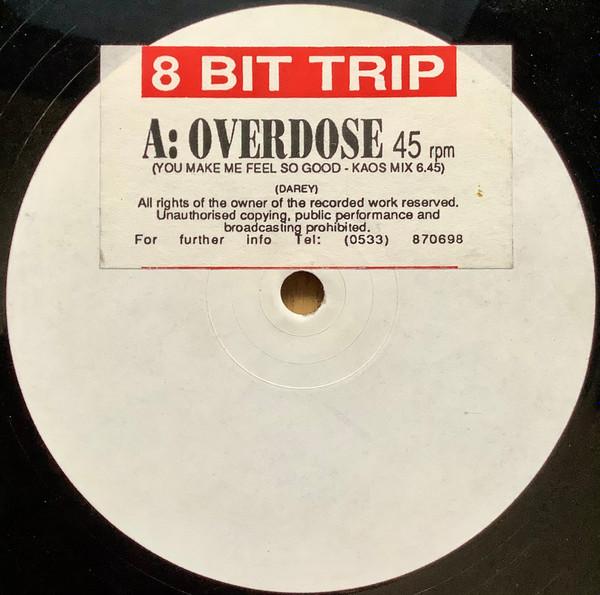 8 BIT TRIP
A: OVERDOSE 45 rpm
(YOU MAKE ME FEEL SO GOOD - KAOS MIX 6.45)
(DAREY)
All rights of the owner of the recorded work reserved.
Unauthorised copying, public performance and
broadcasting prohibited.
For further info Tel: (0533) 870698